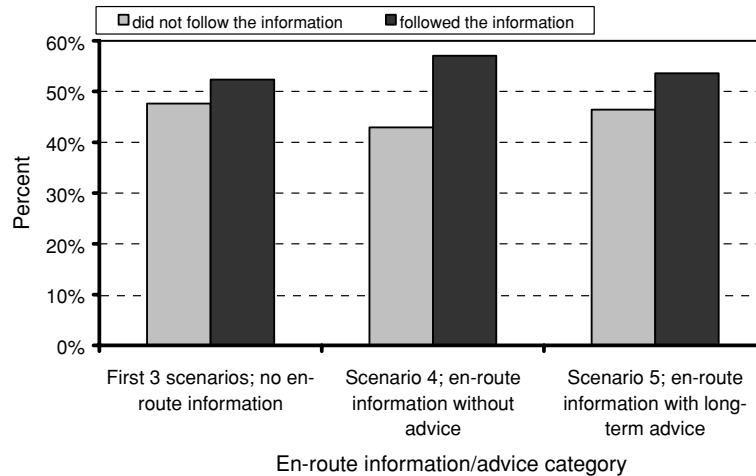 did not follow the information followed the information
60%
50%
40%
30%
20%
10%
0%
Percent
First 3 scenarios; no en-
route information
Scenario 4; en-route
information without
advice
Scenario 5; en-route
information with long-
term advice
En-route information/advice category